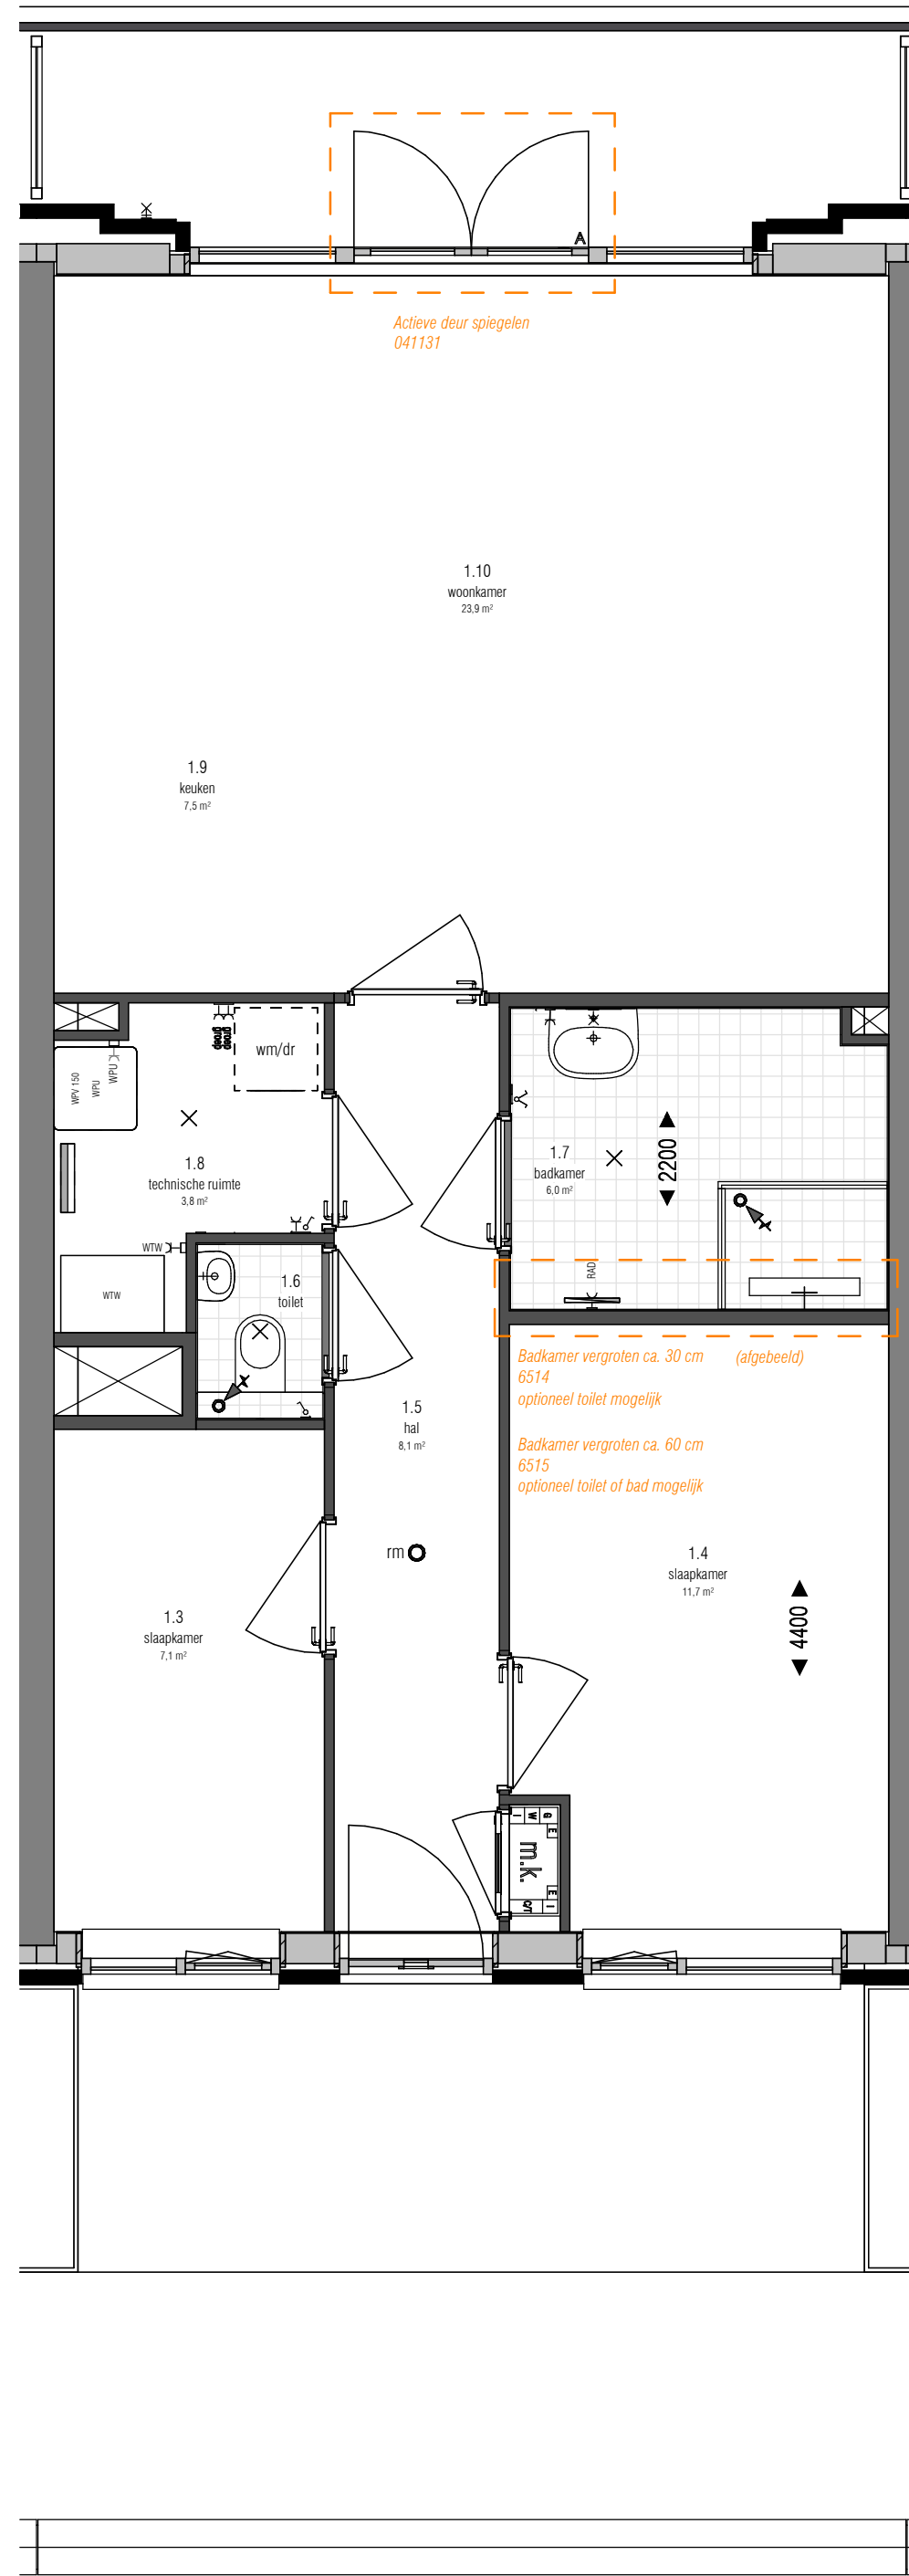 A
Actieve deur spiegelen
041131
1.10
woonkamer
23,9 m²
1.9
keuken
7,5 m²
groep
groep
wm/dr
WPV 150
WPU
WPU
1.8
technische ruimte
3,8 m²
WTW
WTW
1.6
toilet
1.7
badkamer
6,0 m²
2200
RAD
Badkamer vergroten ca. 30 cm (afgebeeld)
6514
optioneel toilet mogelijk
Badkamer vergroten ca. 60 cm
6515
optioneel toilet of bad mogelijk
1.5
hal
8,1 m²
rm
1.4
slaapkamer
11,7 m²
4400
1.3
slaapkamer
7,1 m²
I W G
E
m.k.
E
C/T I